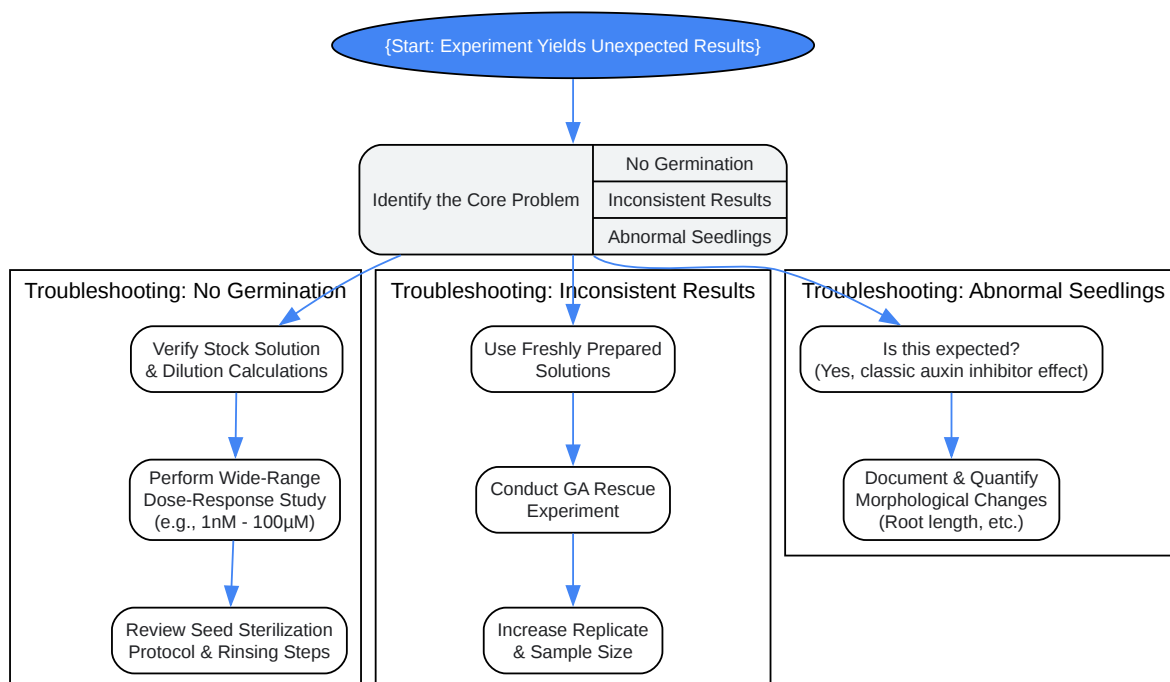 {Start: Experiment Yields Unexpected Results}
Identify the Core Problem
No Germination
Inconsistent Results
Abnormal Seedlings
Troubleshooting: No Germination
Verify Stock Solution
& Dilution Calculations
Perform Wide-Range
Dose-Response Study
(e.g., 1nM - 100µM)
Review Seed Sterilization
Protocol & Rinsing Steps
Troubleshooting: Inconsistent Results
Use Freshly Prepared
Solutions
Conduct GA Rescue
Experiment
Increase Replicate
& Sample Size
Troubleshooting: Abnormal Seedlings
Is this expected?
(Yes, classic auxin inhibitor effect)
Document & Quantify
Morphological Changes
(Root length, etc.)